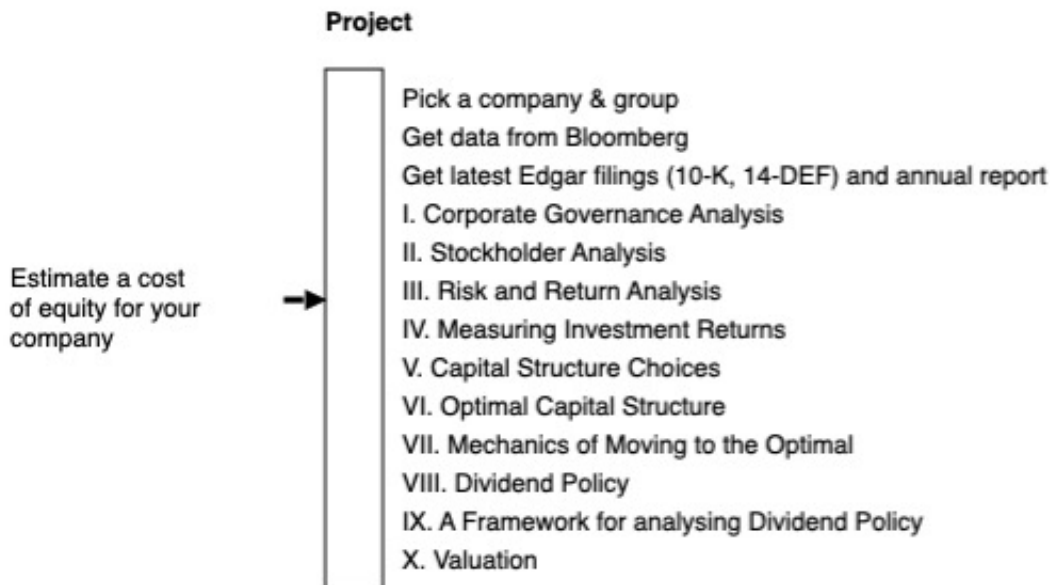 Project
Pick a company & group
Get data from Bloomberg
Get latest Edgar filings (10-K, 14-DEF) and annual report
I. Corporate Governance Analysis
II. Stockholder Analysis
Estimate a cost
of equity for your
company
III. Risk and Return Analysis
IV. Measuring Investment Returns
V. Capital Structure Choices
VI. Optimal Capital Structure
VII. Mechanics of Moving to the Optimal
VIII. Dividend Policy
IX. A Framework for analysing Dividend Policy
X. Valuation